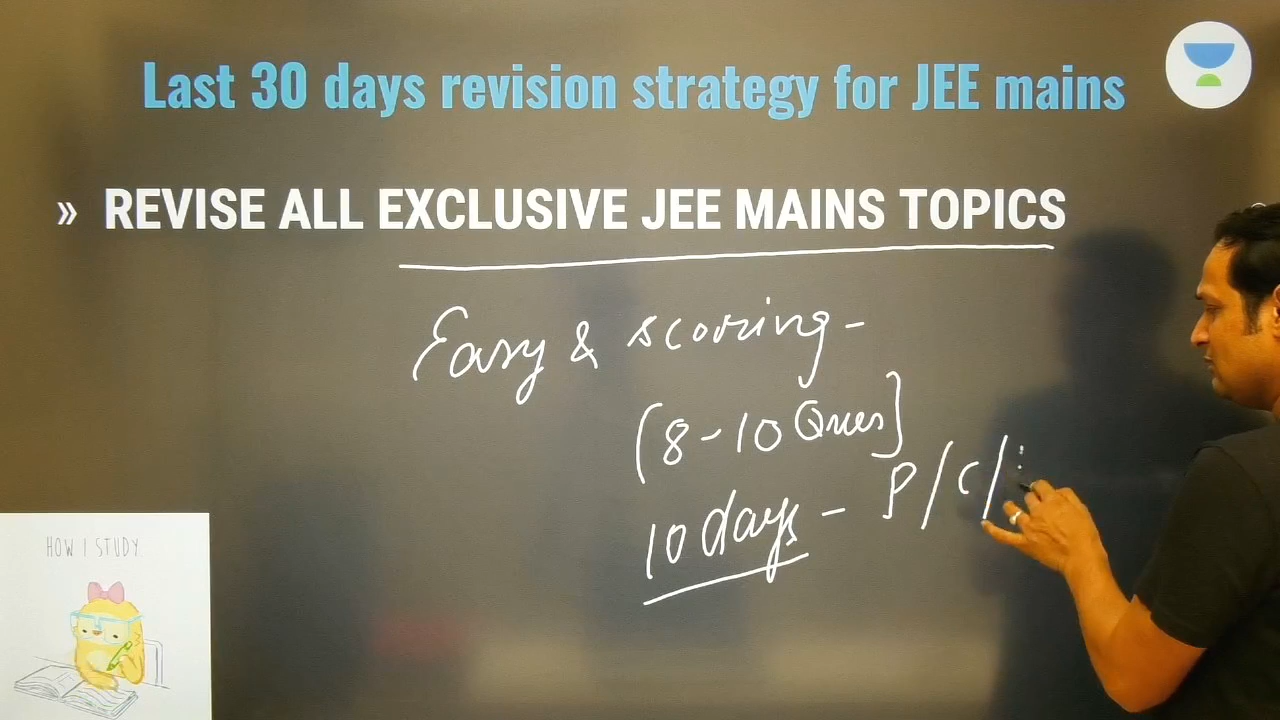 Last 30 days revision strategy for JEE mains
» REVISE ALL EXCLUSIVE JEE MAINS TOPICS
Easy & scoring -
(8-10 Ques]
10 days - P/C/
HOW I STUDY